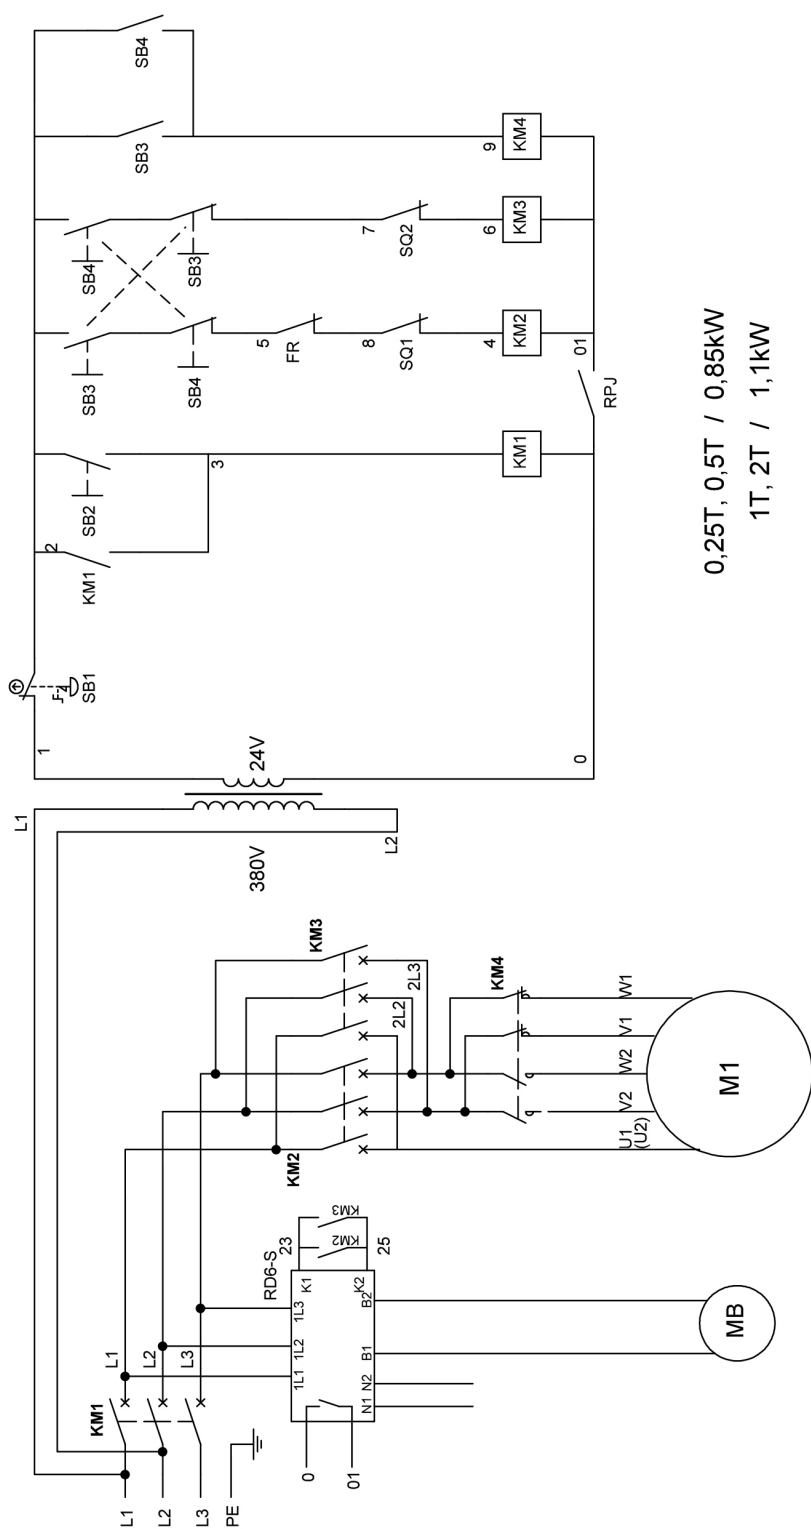 L1
L2
L3
PE
KM1
L1
L2
L3
0
01
1L1
1L2
1L3
N1
N2
B1
B2
K1
K2
RD6-S
23
25
KM2
KM3
MB
KM2
KM3
2L2
2L3
KM4
U1
(U2)
V2
W2
V1
W1
M1
L1
L2
380V
24V
1
0
SB1
2
KM1
SB2
3
KM1
SB3
SB4
5
FR
8
SQ1
4
KM2
01
RPJ
SB4
SB3
7
SQ2
6
KM3
SB3
SB4
9
KM4
0,25T, 0,5T / 0,85kW
1T, 2T / 1,1kW